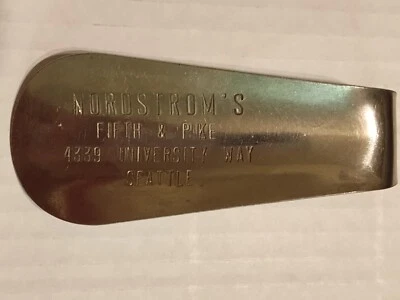 NORDSTROM'S
FIFTH & PIKE
4339 UNIVERSITY WAY
SEATTLE